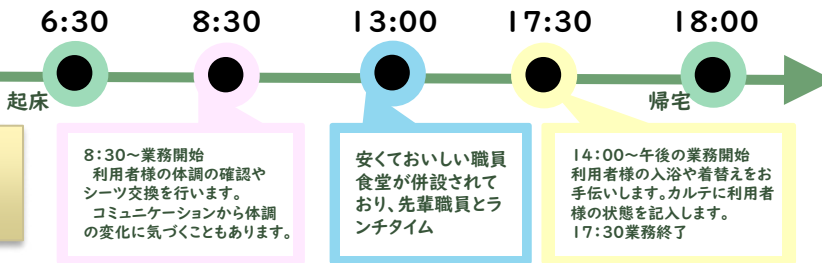 6:30
8:30
13:00
17:30
18:00
起床
帰宅
8:30~業務開始
利用者様の体調の確認や
シーツ交換を行います。
コミュニケーションから体調
の変化に気づくこともあります。
安くておいしい職員
食堂が併設されて
おり、先輩職員とラ
ンチタイム
14:00~午後の業務開始
利用者様の入浴や着替えをお
手伝いします。カルテに利用者
様の状態を記入します。
17:30業務終了